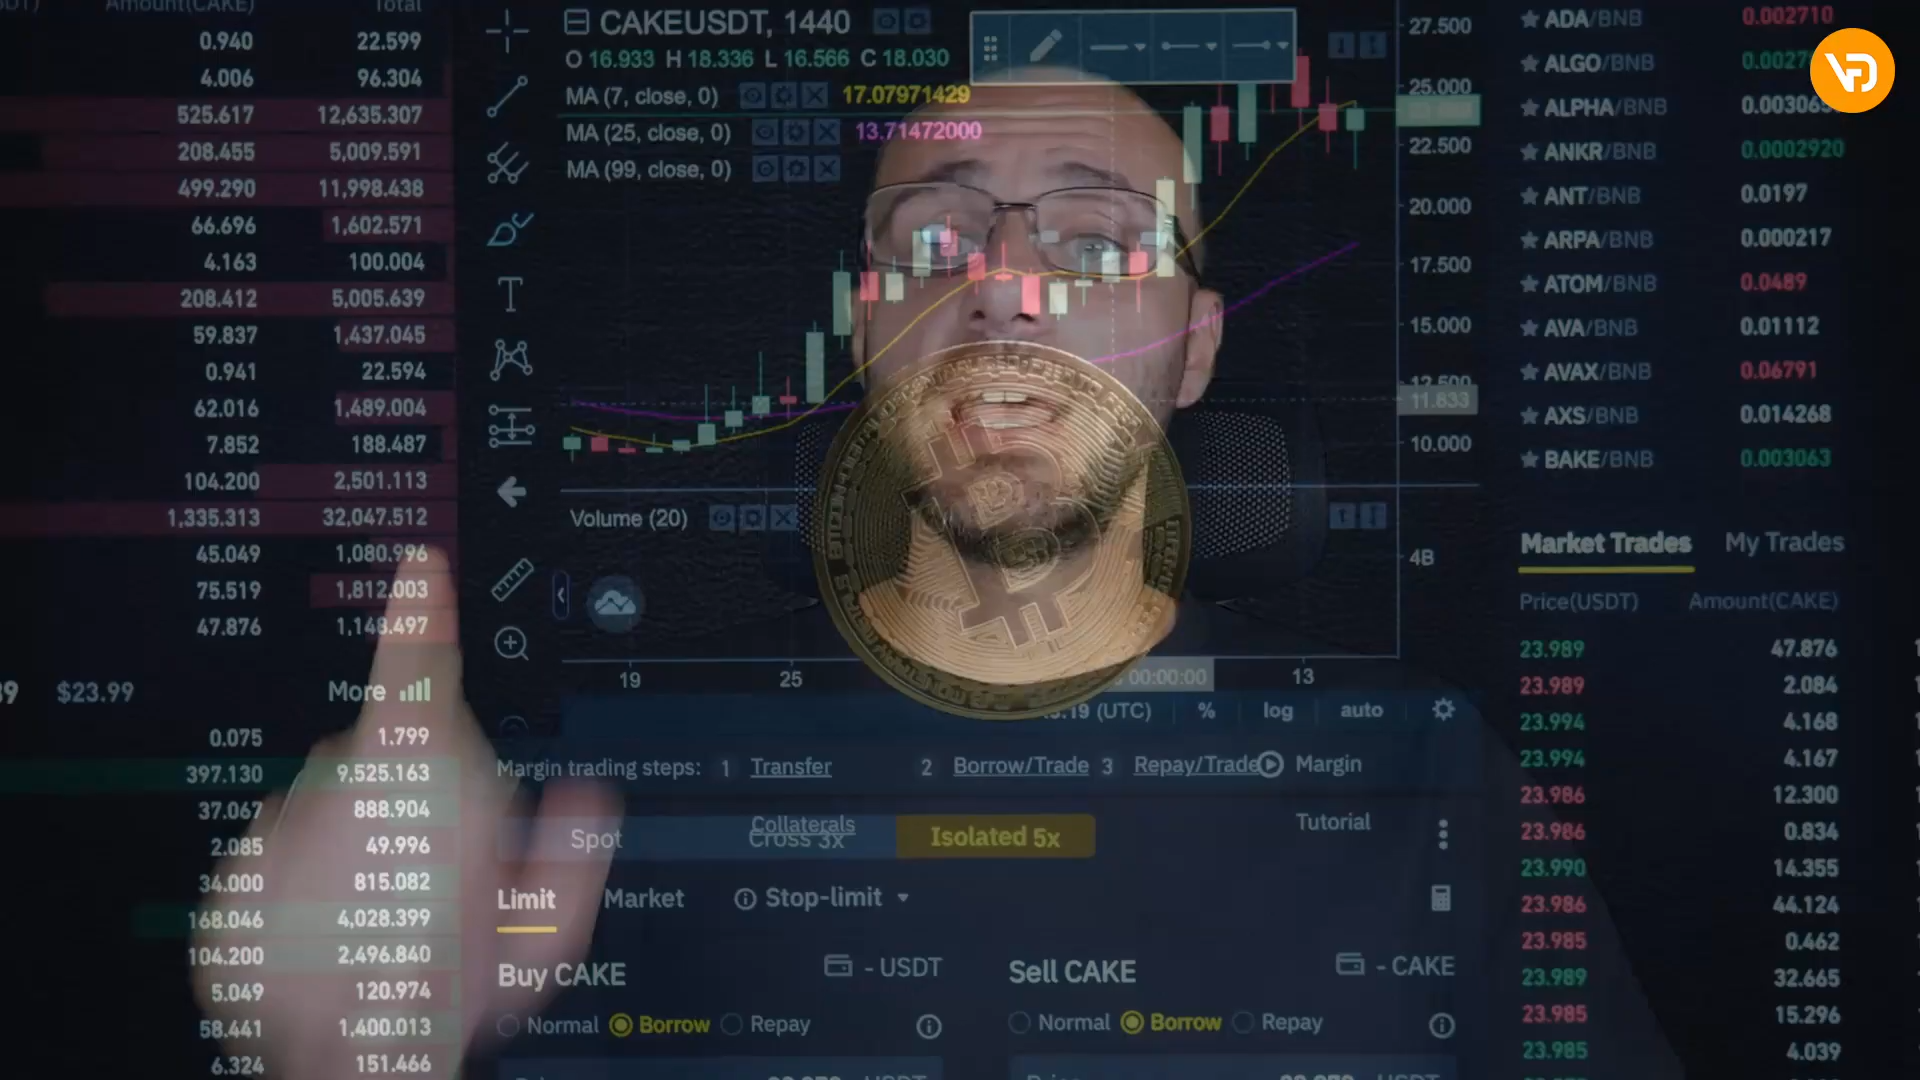 Amount(CAKE) Total
0.940 22.599
4.006 96.304
525.617 12,635.307
208.455 5,009.591
499.290 11,998.438
66.696 1,602.571
4.163 100.004
208.412 5,005.639
59.837 1,437.045
0.941 22.594
62.016 1,489.004
7.852 188.487
104.200 2,501.113
1,335.313 32,047.512
45.049 1,080.996
75.519 1,812.003
47.876 1,148.497
$23.99 More
0.075 1.799
397.130 9,525.163
37.067 888.904
2.085 49.996
34.000 815.082
168.046 4,028.399
104.200 2,496.840
5.049 120.974
58.441 1,400.013
6.324 151.466
CAKEUSDT, 1440
O 16.933 H 18.336 L 16.566 C 18.030
MA (7, close, 0) 17.07971429
MA (25, close, 0) 13.71472000
MA (99, close, 0)
27.500
25.000
22.500
20.000
17.500
15.000
12.500
11.833
10.000
Volume (20)
4B
19 25 00:00:00 13
(UTC) % log auto
Margin trading steps: 1 Transfer 2 Borrow/Trade 3 Repay/Trade Margin
Collaterals Tutorial
Spot Cross 3x Isolated 5x
Limit Market Stop-limit
Buy CAKE - USDT Sell CAKE - CAKE
Normal Borrow Repay Normal Borrow Repay
ADA/BNB 0.002710
ALGO/BNB
ALPHA/BNB
ANKR/BNB 0.0002920
ANT/BNB 0.0197
ARPA/BNB 0.000217
ATOM/BNB 0.0489
AVA/BNB 0.01112
AVAX/BNB 0.06791
AXS/BNB 0.014268
BAKE/BNB 0.003063
Market Trades My Trades
Price(USDT) Amount(CAKE)
23.989 47.876
23.989 2.084
23.994 4.168
23.994 4.167
23.986 12.300
23.986 0.834
23.990 14.355
23.986 44.124
23.985 0.462
23.989 32.665
23.985 15.296
23.985 4.039